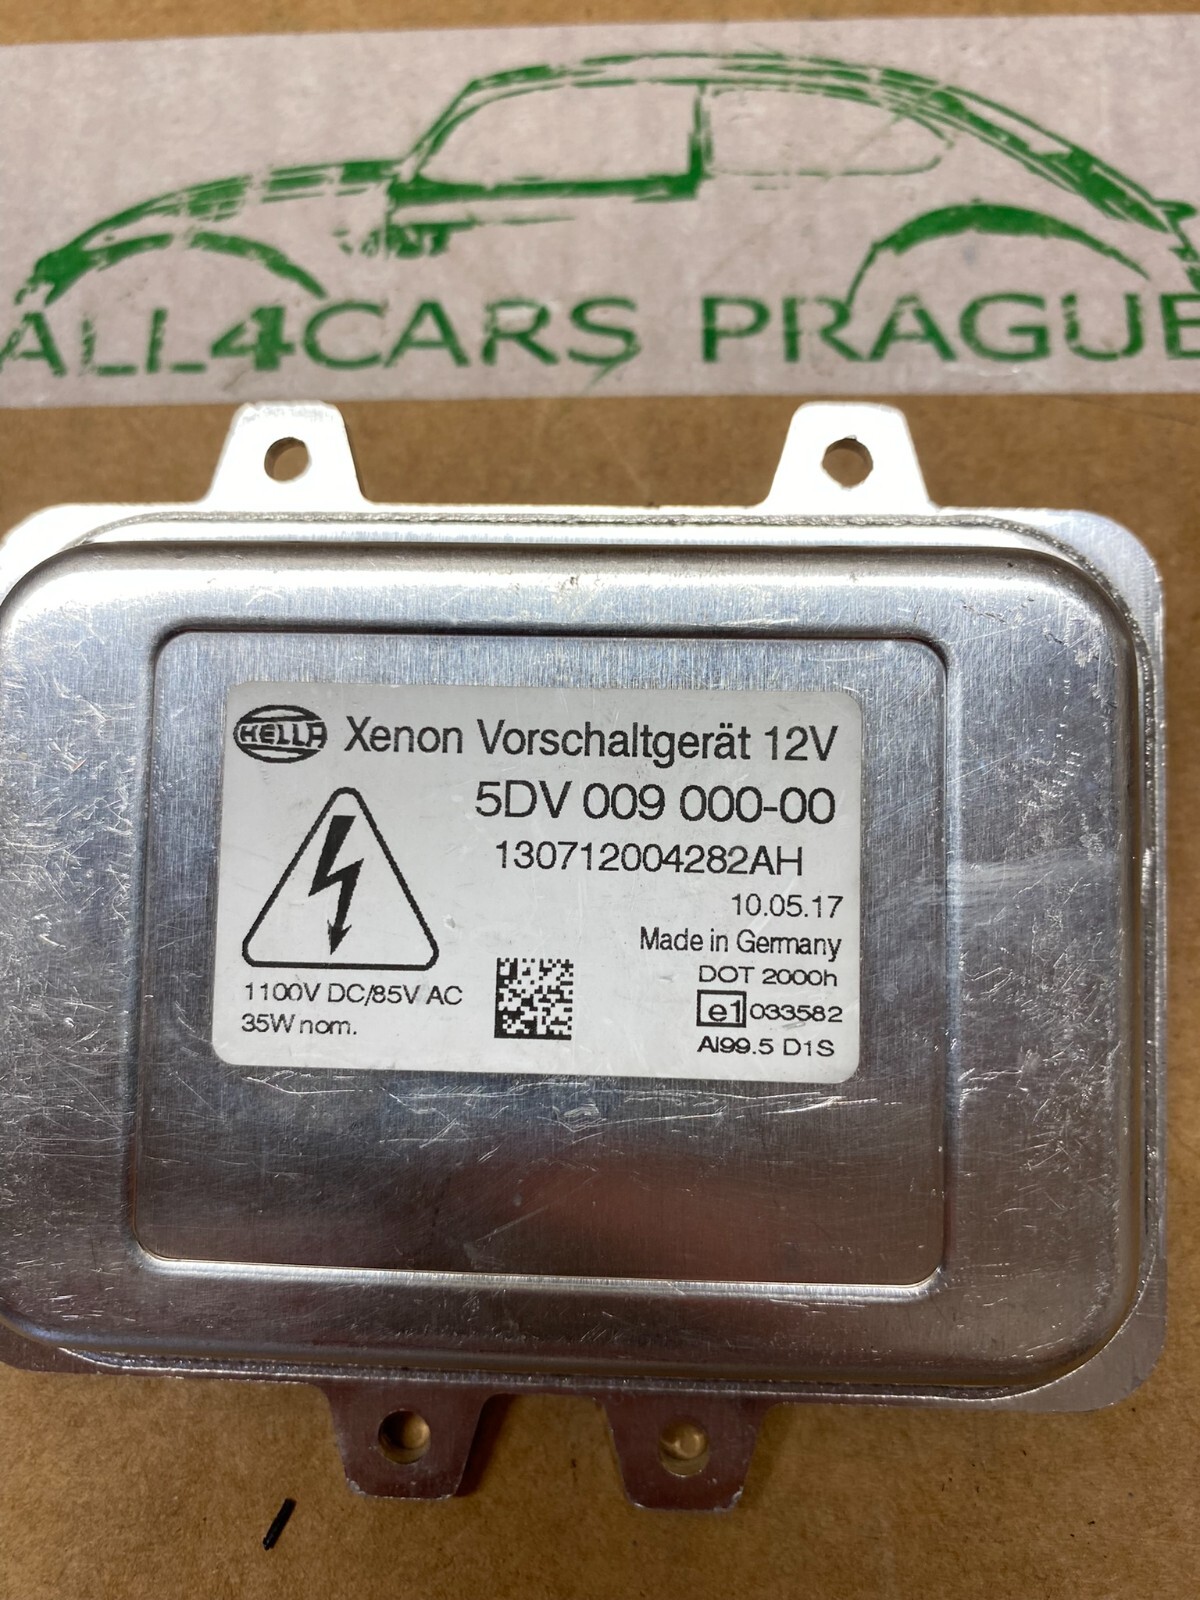 ALL4CARS PRAGUE
HELLA Xenon Vorschaltgerät 12V
5DV 009 000-00
130712004282AH
10.05.17
Made in Germany
DOT 2000h
1100V DC/85V AC
e1 033582
35W nom.
Al99.5 D1S